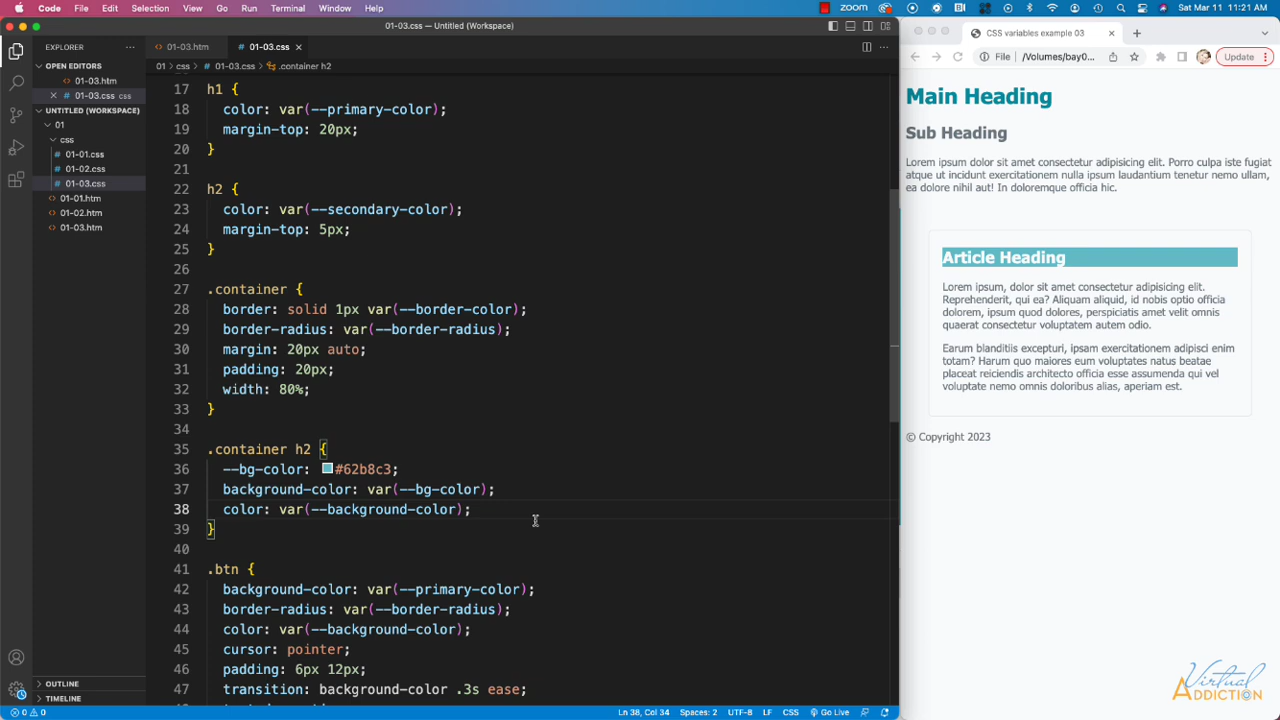 Code File Edit Selection View Go Run Terminal Window Help
Sat Mar 11 11:21 AM
01-03.css — Untitled (Workspace)
EXPLORER
OPEN EDITORS
01-03.htm
01-03.css css
UNTITLED (WORKSPACE)
01
css
01-01.css
01-02.css
01-03.css
01-01.htm
01-02.htm
01-03.htm
OUTLINE
TIMELINE
01-03.htm 01-03.css
01 > css > 01-03.css > .container h2
17 h1 {
18 color: var(--primary-color);
19 margin-top: 20px;
20 }
21
22 h2 {
23 color: var(--secondary-color);
24 margin-top: 5px;
25 }
26
27 .container {
28 border: solid 1px var(--border-color);
29 border-radius: var(--border-radius);
30 margin: 20px auto;
31 padding: 20px;
32 width: 80%;
33 }
34
35 .container h2 {
36 --bg-color: #62b8c3;
37 background-color: var(--bg-color);
38 color: var(--background-color);
39 }
40
41 .btn {
42 background-color: var(--primary-color);
43 border-radius: var(--border-radius);
44 color: var(--background-color);
45 cursor: pointer;
46 padding: 6px 12px;
47 transition: background-color .3s ease;
0 0 Ln 38, Col 34 Spaces: 2 UTF-8 LF CSS Go Live
CSS variables example 03
File /Volumes/bay0... Update
Main Heading
Sub Heading
Lorem ipsum dolor sit amet consectetur adipisicing elit. Porro culpa iste fugiat
atque ut incidunt exercitationem nulla ipsum laudantium tenetur nemo ullam,
ea dolore nihil aut! In doloremque officia hic.
Article Heading
Lorem ipsum, dolor sit amet consectetur adipisicing elit.
Reprehenderit, qui ea? Aliquam aliquid, id nobis optio officia
dolorem, ipsum quod dolores, perspiciatis amet velit omnis
quaerat consectetur voluptatem autem odio.
Earum blanditiis excepturi, ipsam exercitationem adipisci enim
totam? Harum quo maiores eum voluptates natus beatae
placeat reiciendis architecto officia esse assumenda qui vel
voluptate nemo omnis doloribus alias, aperiam est.
© Copyright 2023
Virtual
ADDICTION